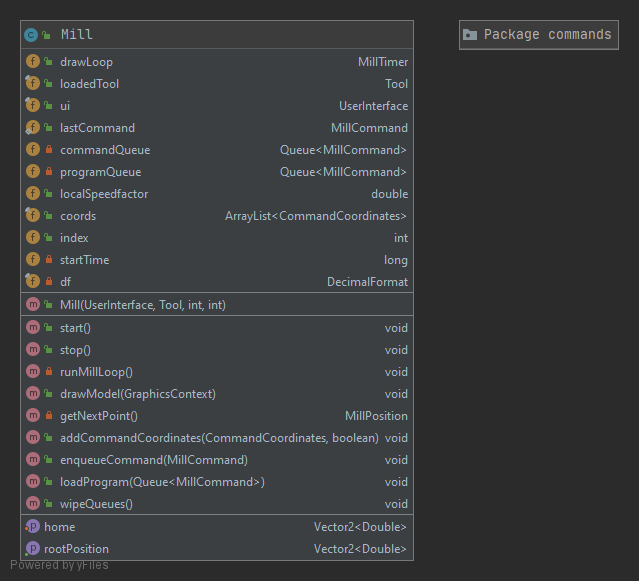 Mill
Package commands
drawLoop MillTimer
loadedTool Tool
ui UserInterface
lastCommand MillCommand
commandQueue Queue<MillCommand>
programQueue Queue<MillCommand>
localSpeedfactor double
coords ArrayList<CommandCoordinates>
index int
startTime long
df DecimalFormat
Mill(UserInterface, Tool, int, int)
start() void
stop() void
runMillLoop() void
drawModel(GraphicsContext) void
getNextPoint() MillPosition
addCommandCoordinates(CommandCoordinates, boolean) void
enqueueCommand(MillCommand) void
loadProgram(Queue<MillCommand>) void
wipeQueues() void
home Vector2<Double>
rootPosition Vector2<Double>
Powered by yFiles